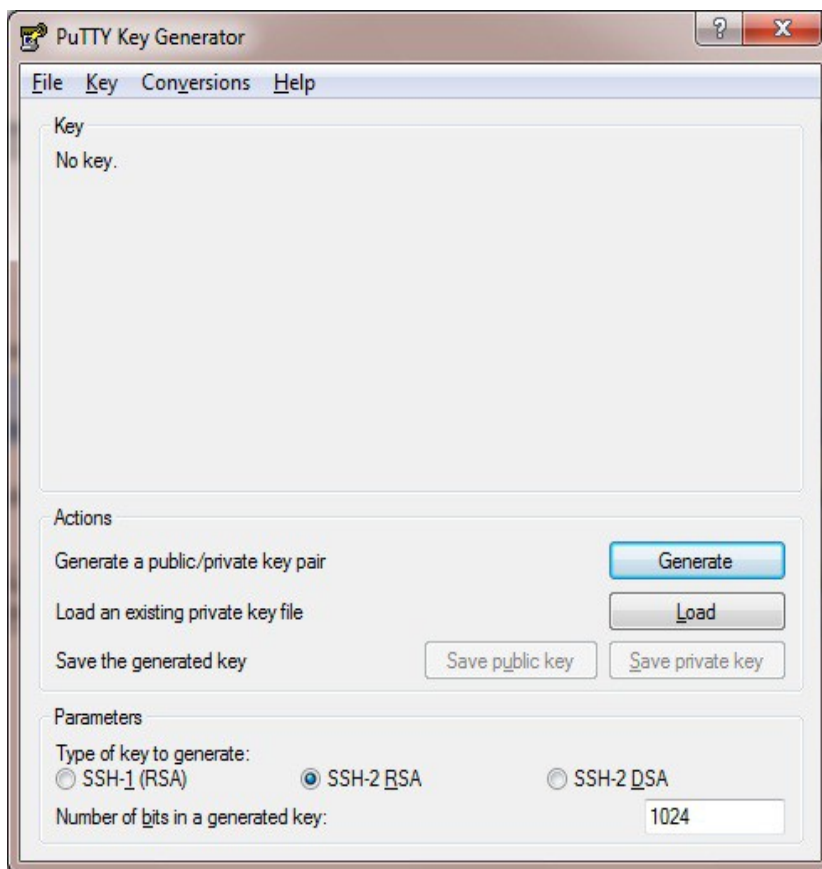 PuTTY Key Generator
File Key Conversions Help
Key
No key.
Actions
Generate a public/private key pair Generate
Load an existing private key file Load
Save the generated key Save public key Save private key
Parameters
Type of key to generate:
SSH-1 (RSA) SSH-2 RSA SSH-2 DSA
Number of bits in a generated key: 1024